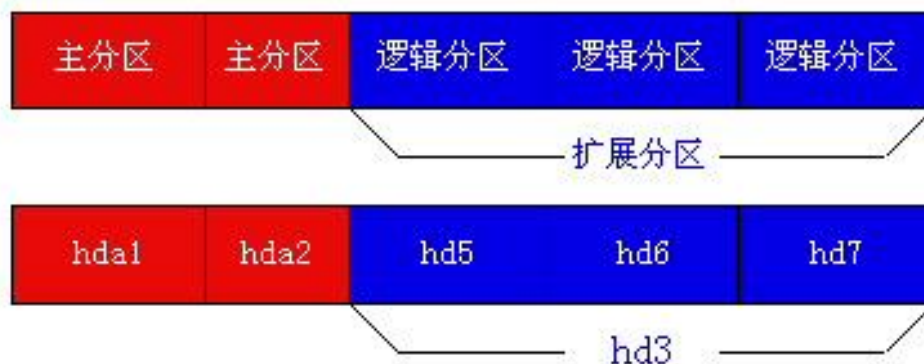 主分区 主分区 逻辑分区 逻辑分区 逻辑分区
扩展分区
hda1 hda2 hd5 hd6 hd7
hd3